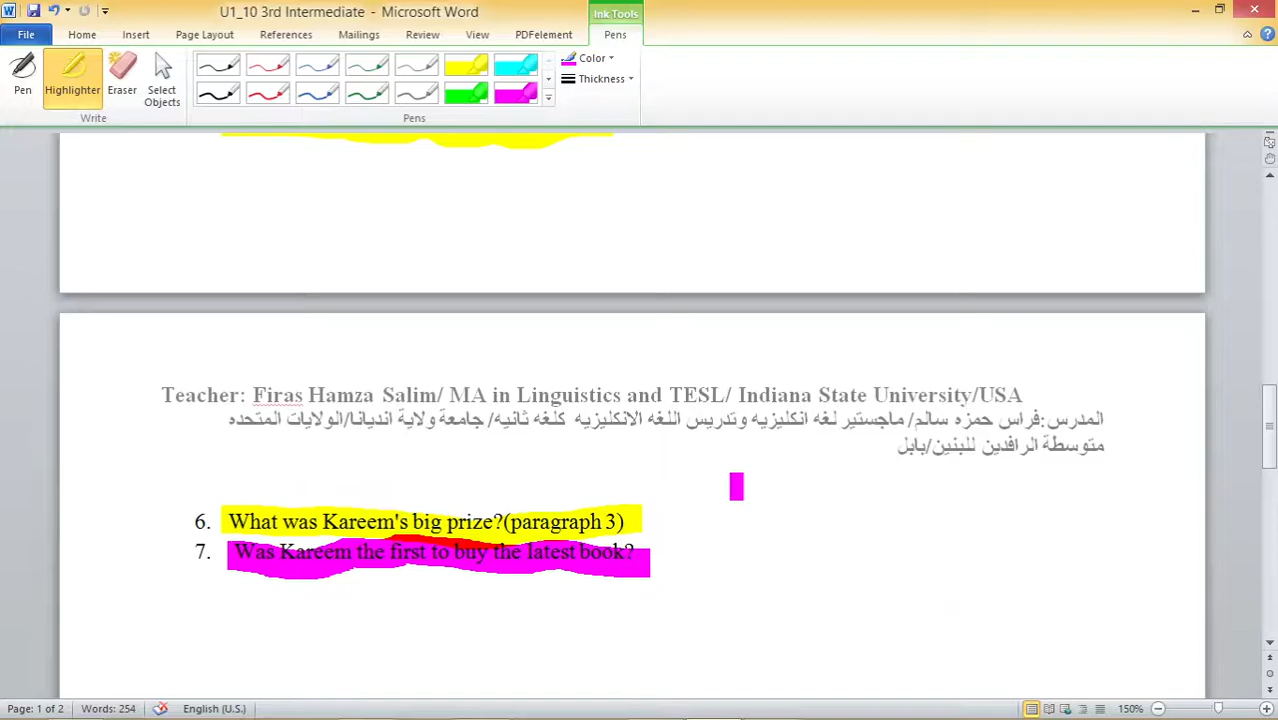 U1_10 3rd Intermediate - Microsoft Word
Ink Tools
File Home Insert Page Layout References Mailings Review View PDFelement Pens
Pen Highlighter Eraser Select Objects
Color
Thickness
Write Pens
Teacher: Firas Hamza Salim/ MA in Linguistics and TESL/ Indiana State University/USA
المدرس:فراس حمزه سالم/ ماجستير لغه انكليزيه وتدريس اللغه الانكليزيه كلغه ثانيه/ جامعة ولاية انديانا/الولايات المتحده
متوسطة الرافدين للبنين/بابل
6. What was Kareem's big prize?(paragraph 3)
7. Was Kareem the first to buy the latest book?
Page: 1 of 2 Words: 254 English (U.S.) 150%